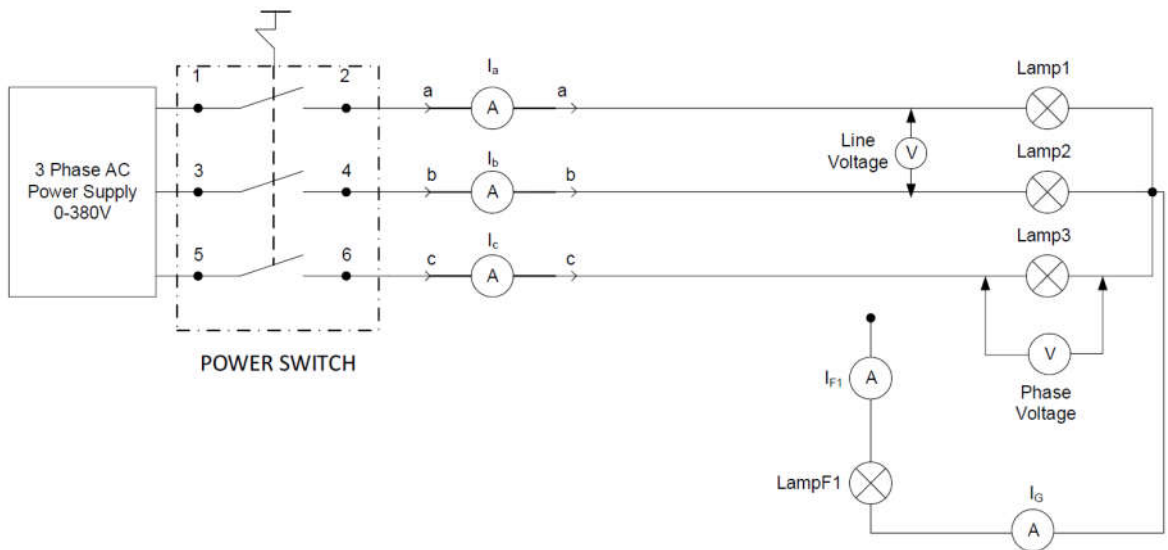 3 Phase AC
Power Supply
0-380V
1
2
3
4
5
6
POWER SWITCH
a
Ia
A
a
b
Ib
A
b
c
Ic
A
c
Line
Voltage
V
Lamp1
Lamp2
Lamp3
V
Phase
Voltage
IF1
A
LampF1
IG
A